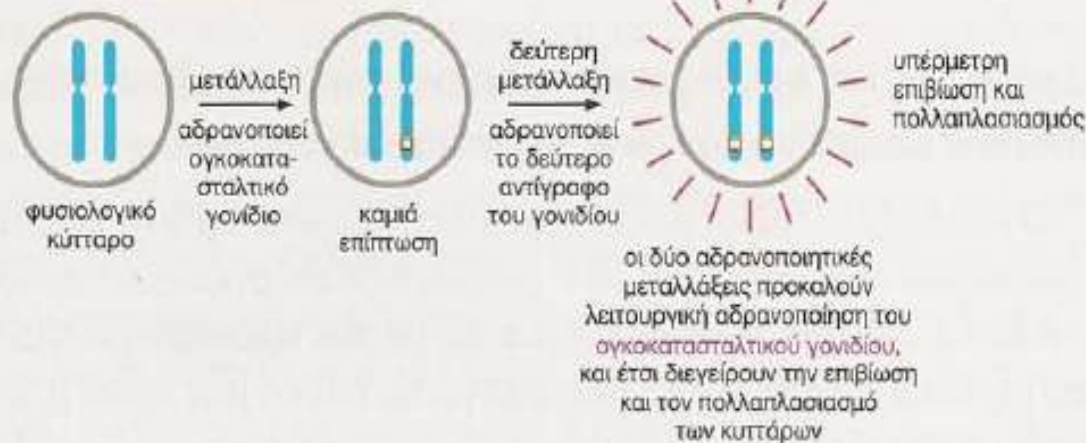 φυσιολογικό
κύτταρο
μετάλλαξη
αδρανοποιεί
ογκοκατα-
σταλτικό
γονίδιο
καμιά
επίπτωση
δεύτερη
μετάλλαξη
αδρανοποιεί
το δεύτερο
αντίγραφο
του γονιδίου
υπέρμετρη
επιβίωση και
πολλαπλασιασμός
οι δύο αδρανοποιητικές
μεταλλάξεις προκαλούν
λειτουργική αδρανοποίηση του
ογκοκατασταλτικού γονιδίου,
και έτσι διεγείρουν την επιβίωση
και τον πολλαπλασιασμό
των κυττάρων